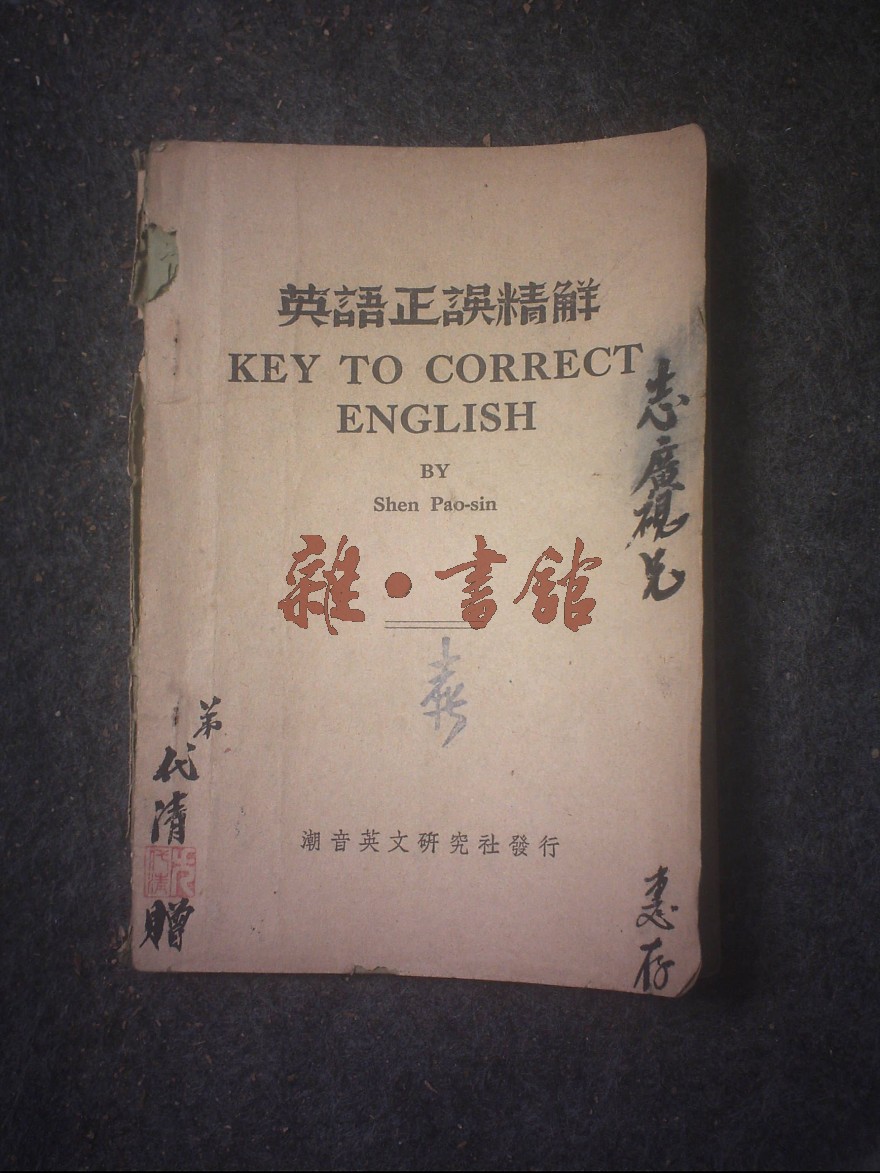 英語正誤精解
KEY TO CORRECT
ENGLISH
BY
Shen Pao-sin
雜·書館
潮音英文研究社發行
志廣硯兄
惠存
弟
代清
贈